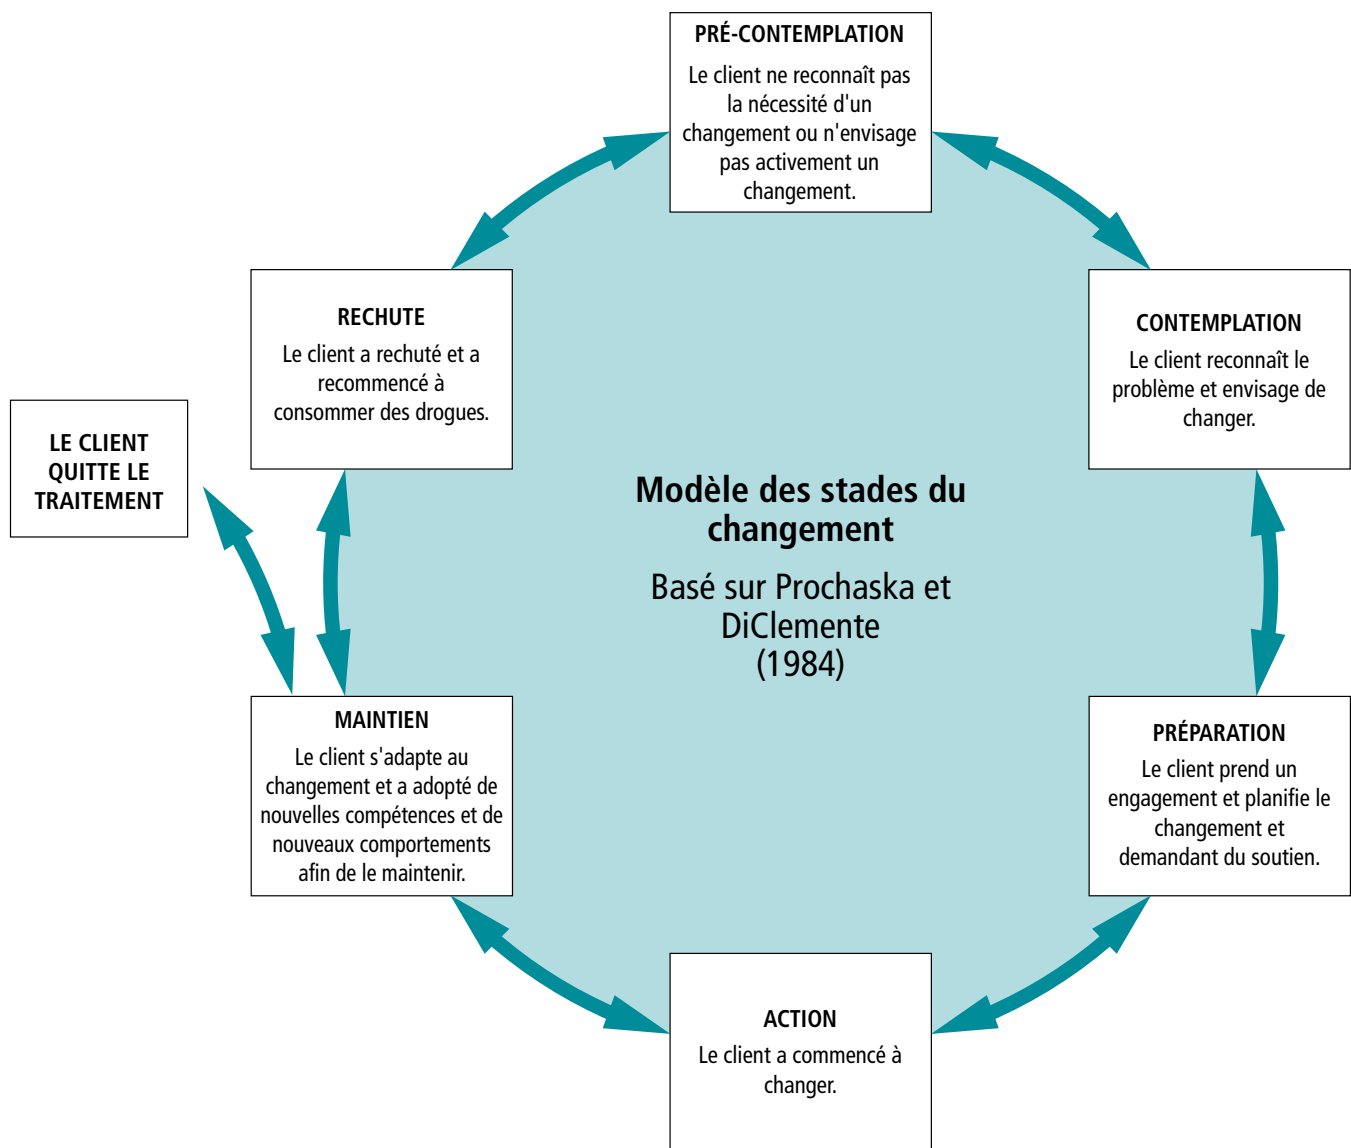 PRÉ-CONTEMPLATION
Le client ne reconnaît pas
la nécessité d'un
changement ou n'envisage
pas activement un
changement.
RECHUTE
Le client a rechuté et a
recommencé à
consommer des drogues.
CONTEMPLATION
Le client reconnaît le
problème et envisage de
changer.
LE CLIENT
QUITTE LE
TRAITEMENT
Modèle des stades du
changement
Basé sur Prochaska et
DiClemente
(1984)
MAINTIEN
Le client s'adapte au
changement et a adopté de
nouvelles compétences et de
nouveaux comportements
afin de le maintenir.
PRÉPARATION
Le client prend un
engagement et planifie le
changement et
demandant du soutien.
ACTION
Le client a commencé à
changer.